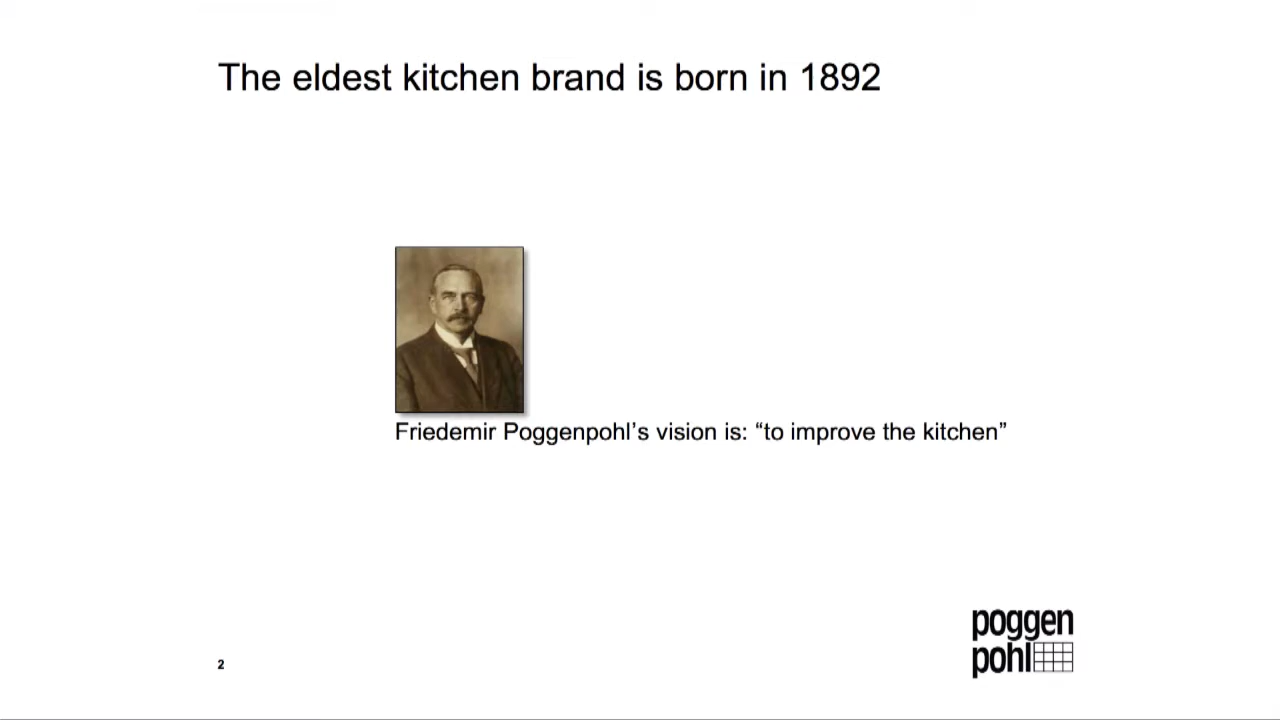 The eldest kitchen brand is born in 1892
Friedemir Poggenpohl’s vision is: “to improve the kitchen”
poggen
pohl
2